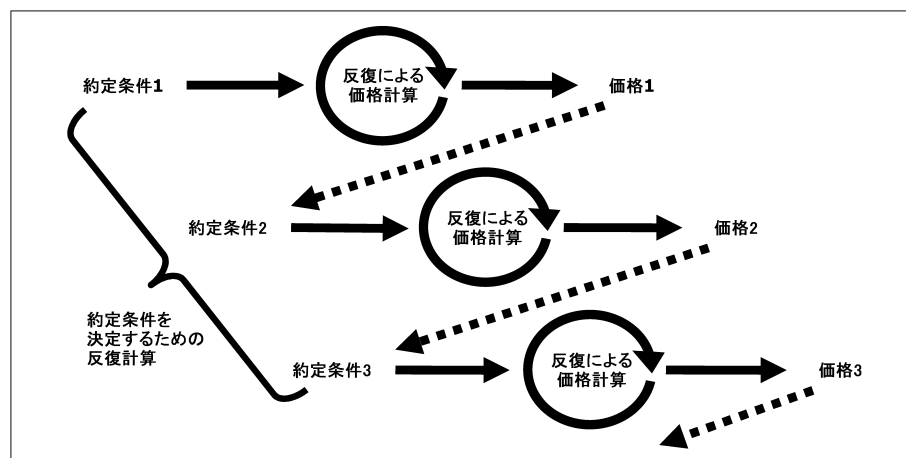 約定条件1
反復による
価格計算
価格1
約定条件2
反復による
価格計算
価格2
約定条件を
決定するための
反復計算
約定条件3
反復による
価格計算
価格3